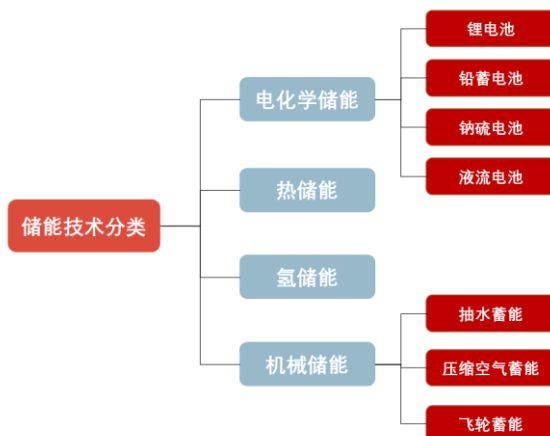 储能技术分类
电化学储能
锂电池
铅蓄电池
钠硫电池
液流电池
热储能
氢储能
机械储能
抽水蓄能
压缩空气蓄能
飞轮蓄能